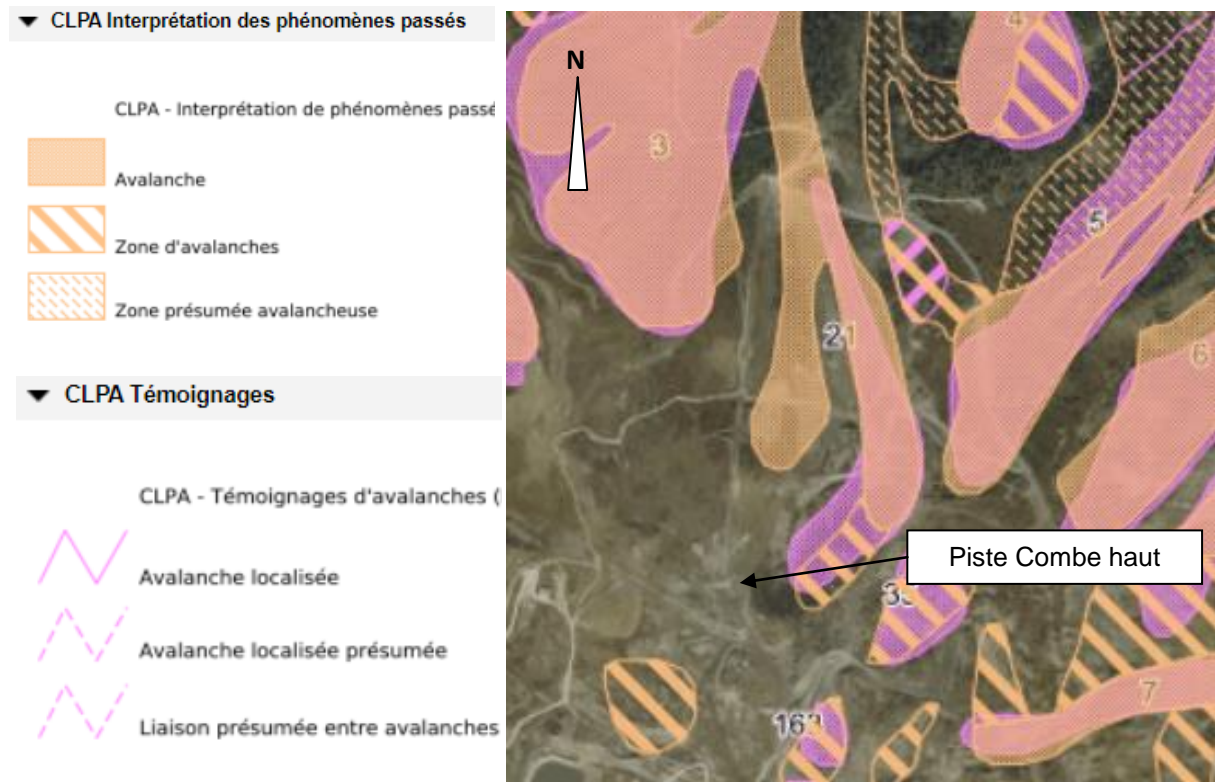 CLPA Interprétation des phénomènes passés
CLPA - Interprétation de phénomènes passé
Avalanche
Zone d'avalanches
Zone présumée avalancheuse
CLPA Témoignages
CLPA - Témoignages d'avalanches (
Avalanche localisée
Avalanche localisée présumée
Liaison présumée entre avalanches
N
4
3
5
21
6
Piste Combe haut
7